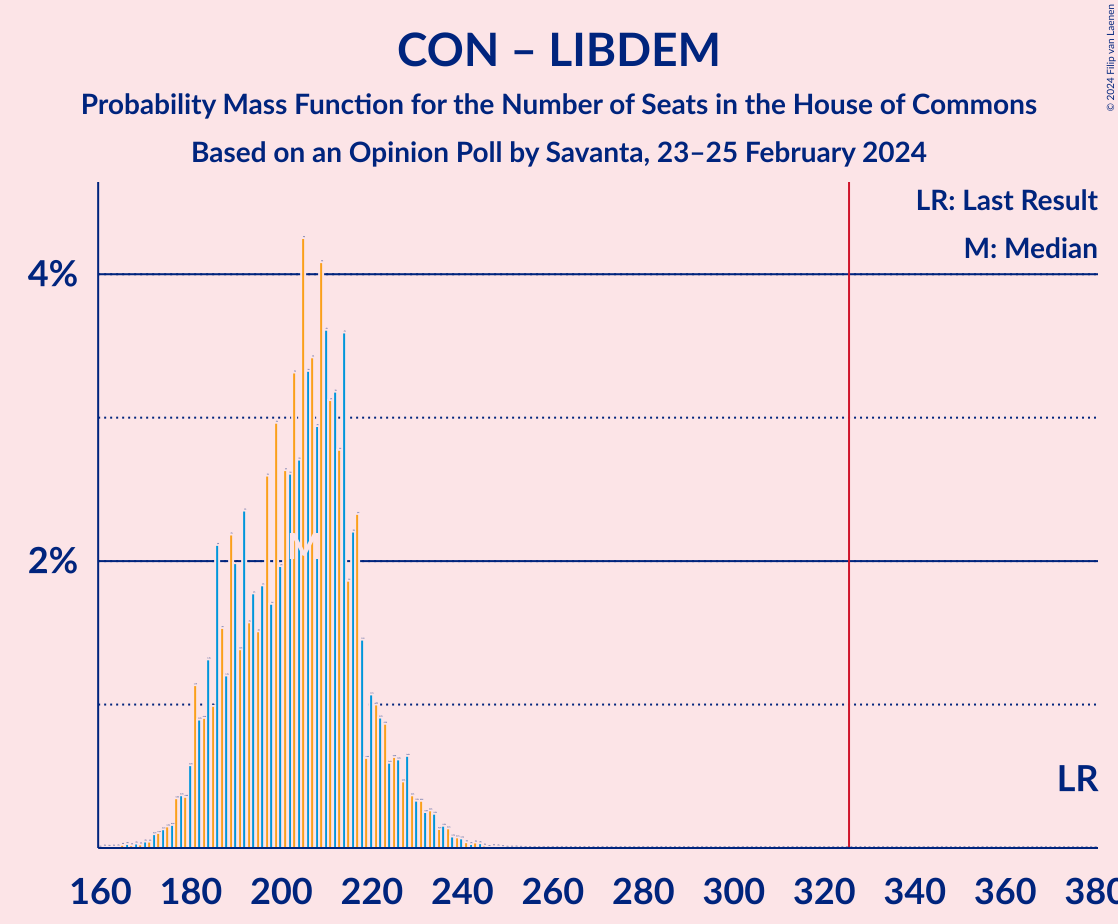 CON – LIBDEM
Probability Mass Function for the Number of Seats in the House of Commons
Based on an Opinion Poll by Savanta, 23–25 February 2024
© 2024 Filip van Laenen
LR: Last Result
M: Median
4%
2%
M
LR
160 180 200 220 240 260 280 300 320 340 360 380